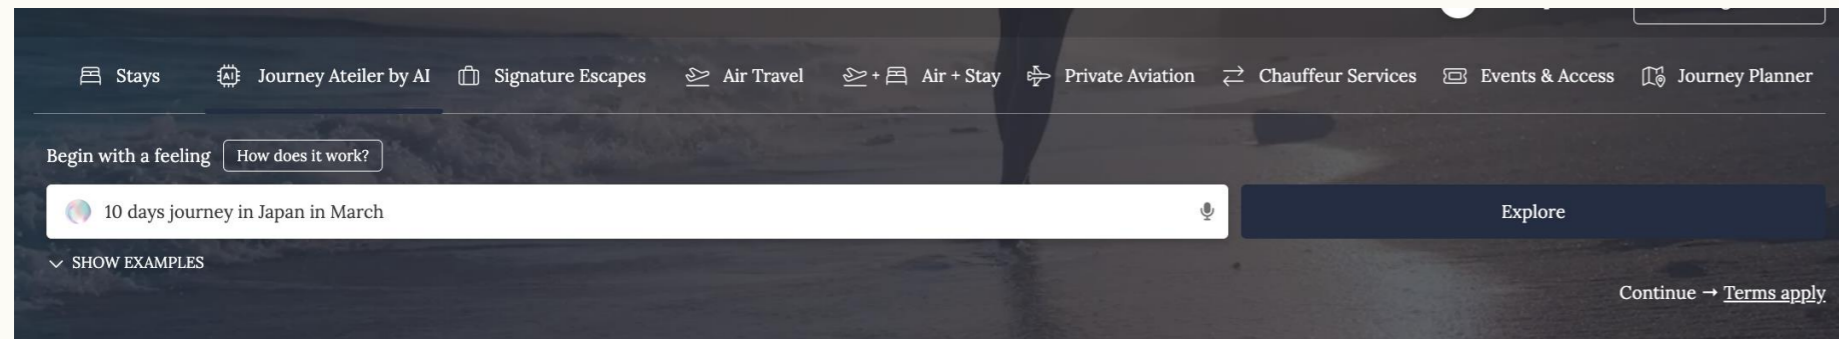 Stays Journey Ateiler by AI Signature Escapes Air Travel + Air + Stay Private Aviation Chauffeur Services Events & Access Journey Planner
Begin with a feeling How does it work?
10 days journey in Japan in March Explore
SHOW EXAMPLES
Continue → Terms apply